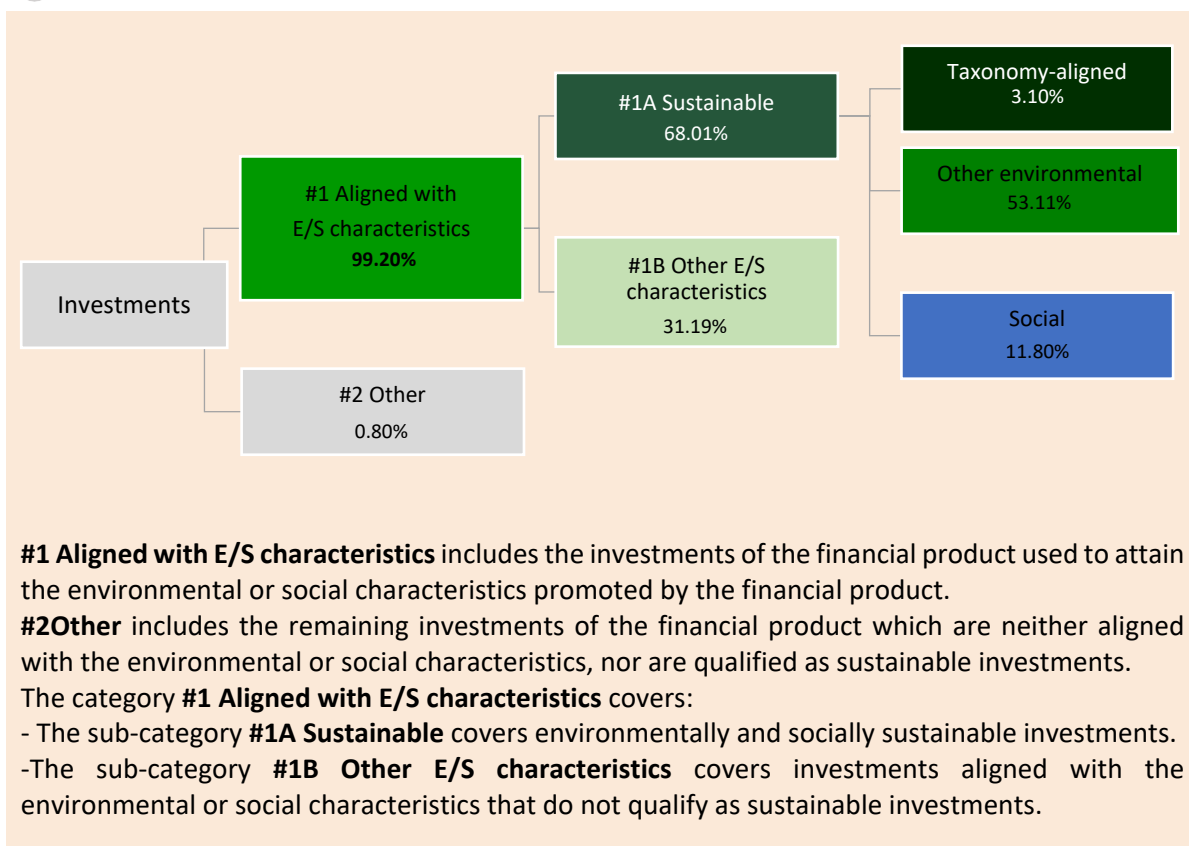 Investments
#1 Aligned with
E/S characteristics
99.20%
#2 Other
0.80%
#1A Sustainable
68.01%
#1B Other E/S
characteristics
31.19%
Taxonomy-aligned
3.10%
Other environmental
53.11%
Social
11.80%
#1 Aligned with E/S characteristics includes the investments of the financial product used to attain
the environmental or social characteristics promoted by the financial product.
#2Other includes the remaining investments of the financial product which are neither aligned
with the environmental or social characteristics, nor are qualified as sustainable investments.
The category #1 Aligned with E/S characteristics covers:
- The sub-category #1A Sustainable covers environmentally and socially sustainable investments.
-The sub-category #1B Other E/S characteristics covers investments aligned with the
environmental or social characteristics that do not qualify as sustainable investments.